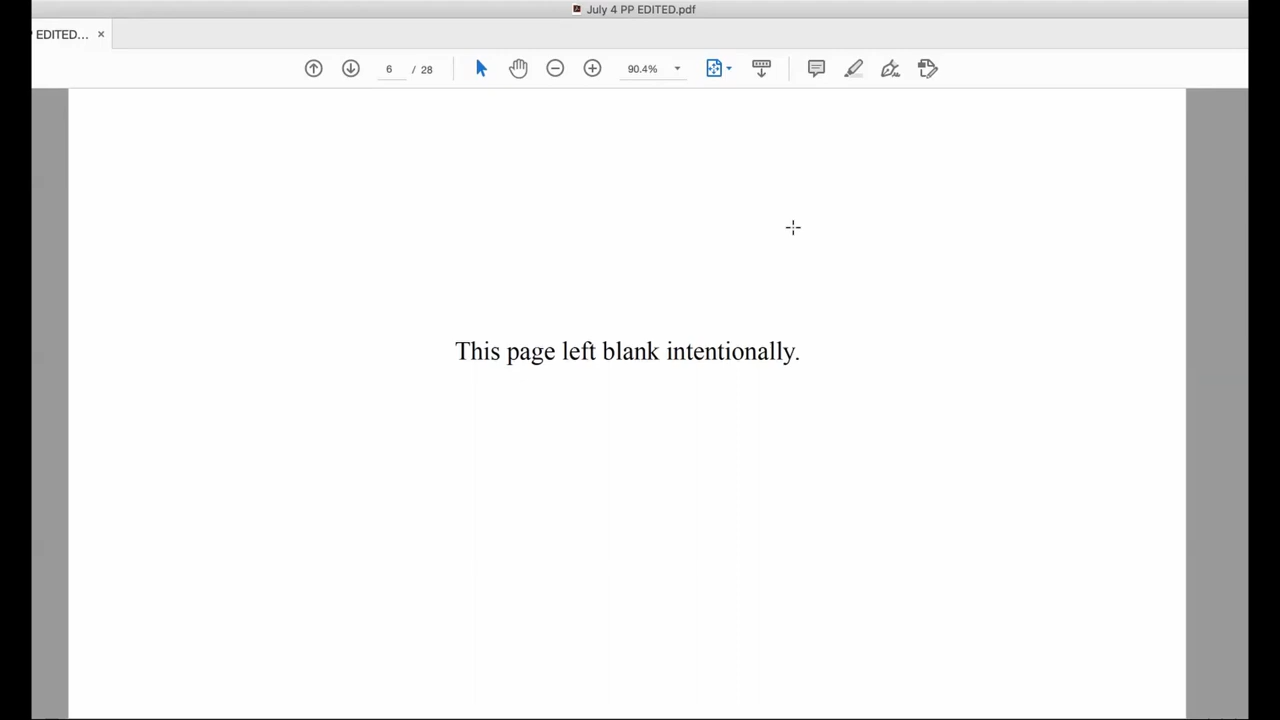 July 4 PP EDITED.pdf
EDITED... ×
6 / 28
90.4%
This page left blank intentionally.